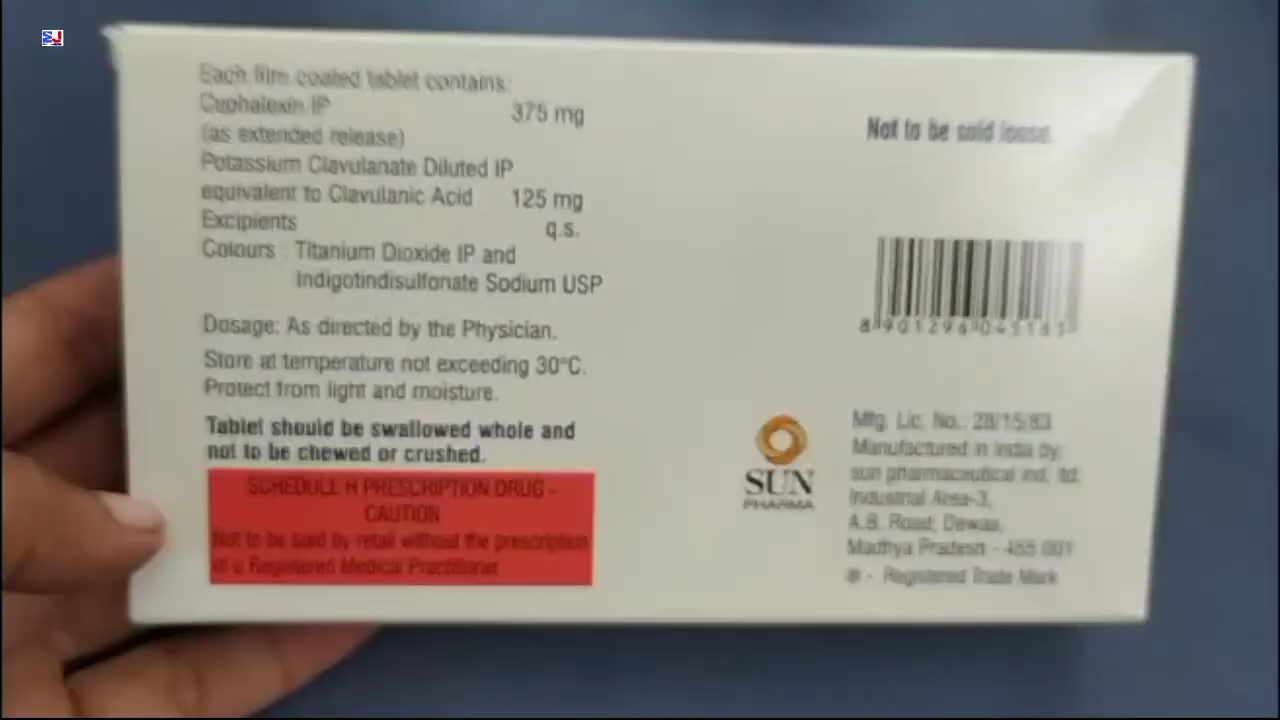 Each film coated tablet contains:
Cephalexin IP 375 mg
(as extended release)
Potassium Clavulanate Diluted IP
equivalent to Clavulanic Acid 125 mg
Excipients q.s.
Colours : Titanium Dioxide IP and
Indigotindisulfonate Sodium USP
Dosage: As directed by the Physician.
Store at temperature not exceeding 30°C.
Protect from light and moisture.
Tablet should be swallowed whole and
not to be chewed or crushed.
SCHEDULE H PRESCRIPTION DRUG -
CAUTION
Not to be sold by retail without the prescription
of a Registered Medical Practitioner
Not to be sold loose.
SUN
PHARMA
Mfg. Lic. No.: 28/15/83
Manufactured in India by:
sun pharmaceutical ind. ltd.
Industrial Area-3,
A.B. Road, Dewas,
Madhya Pradesh - 455 001
® - Registered Trade Mark